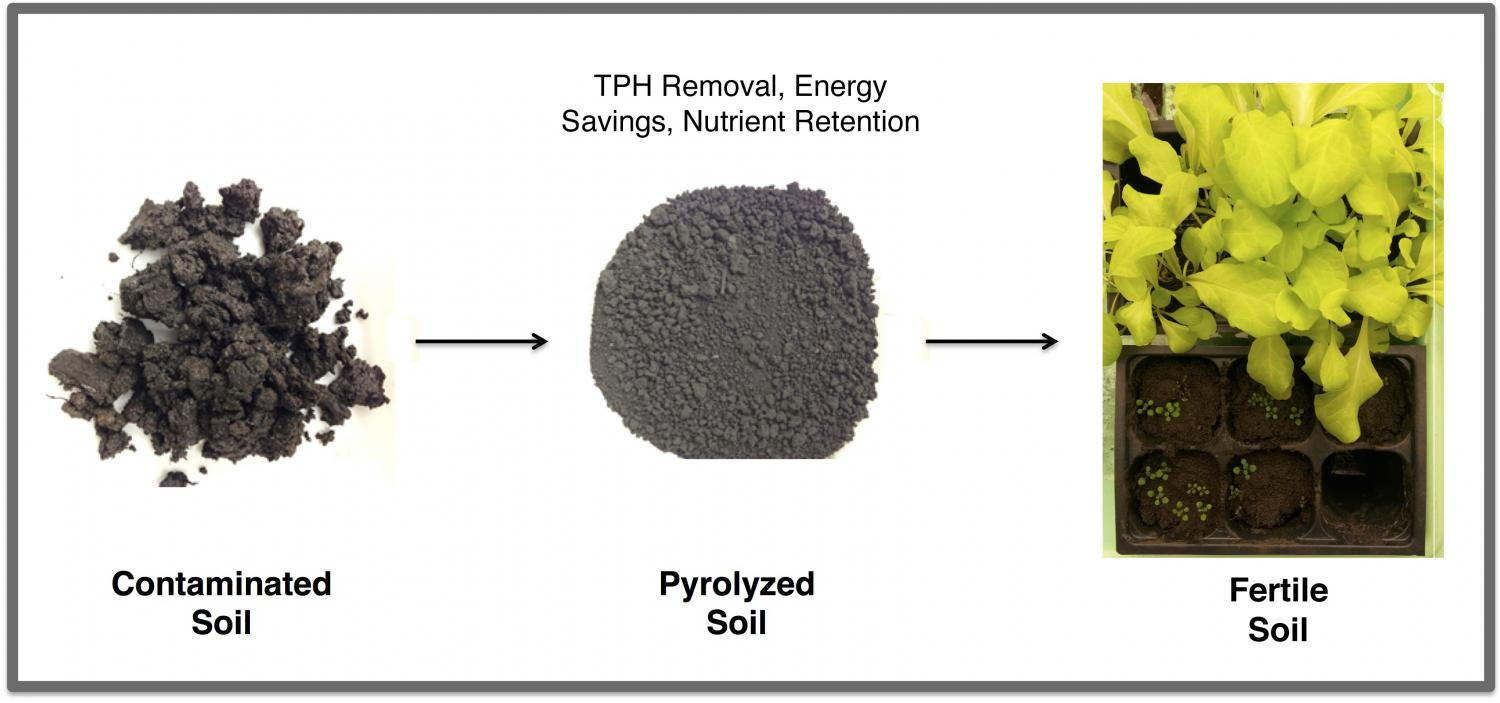 TPH Removal, Energy
Savings, Nutrient Retention
Contaminated
Soil
Pyrolyzed
Soil
Fertile
Soil